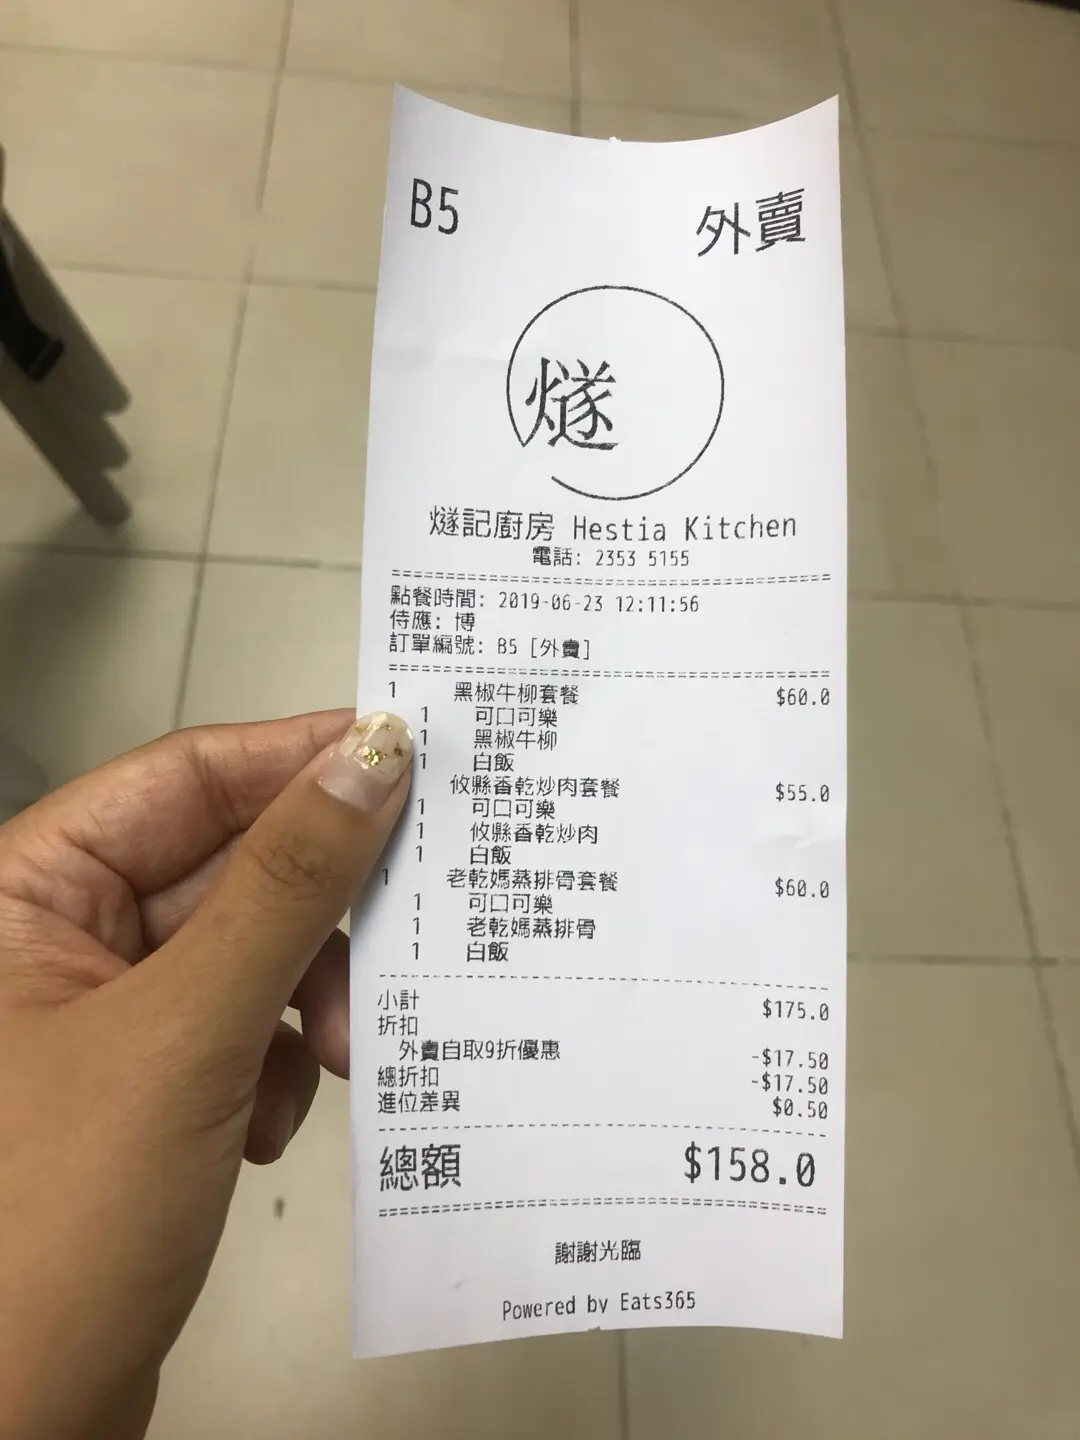 B5 外賣
燧
燧記廚房 Hestia Kitchen
電話: 2353 5155
點餐時間: 2019-06-23 12:11:56
侍應: 博
訂單編號: B5 [外賣]
1 黑椒牛柳套餐 $60.0
1 可口可樂
1 黑椒牛柳
1 白飯
攸縣香乾炒肉套餐 $55.0
1 可口可樂
1 攸縣香乾炒肉
1 白飯
1 老乾媽蒸排骨套餐 $60.0
1 可口可樂
1 老乾媽蒸排骨
1 白飯
小計 $175.0
折扣
外賣自取9折優惠 -$17.50
總折扣 -$17.50
進位差異 $0.50
總額 $158.0
謝謝光臨
Powered by Eats365